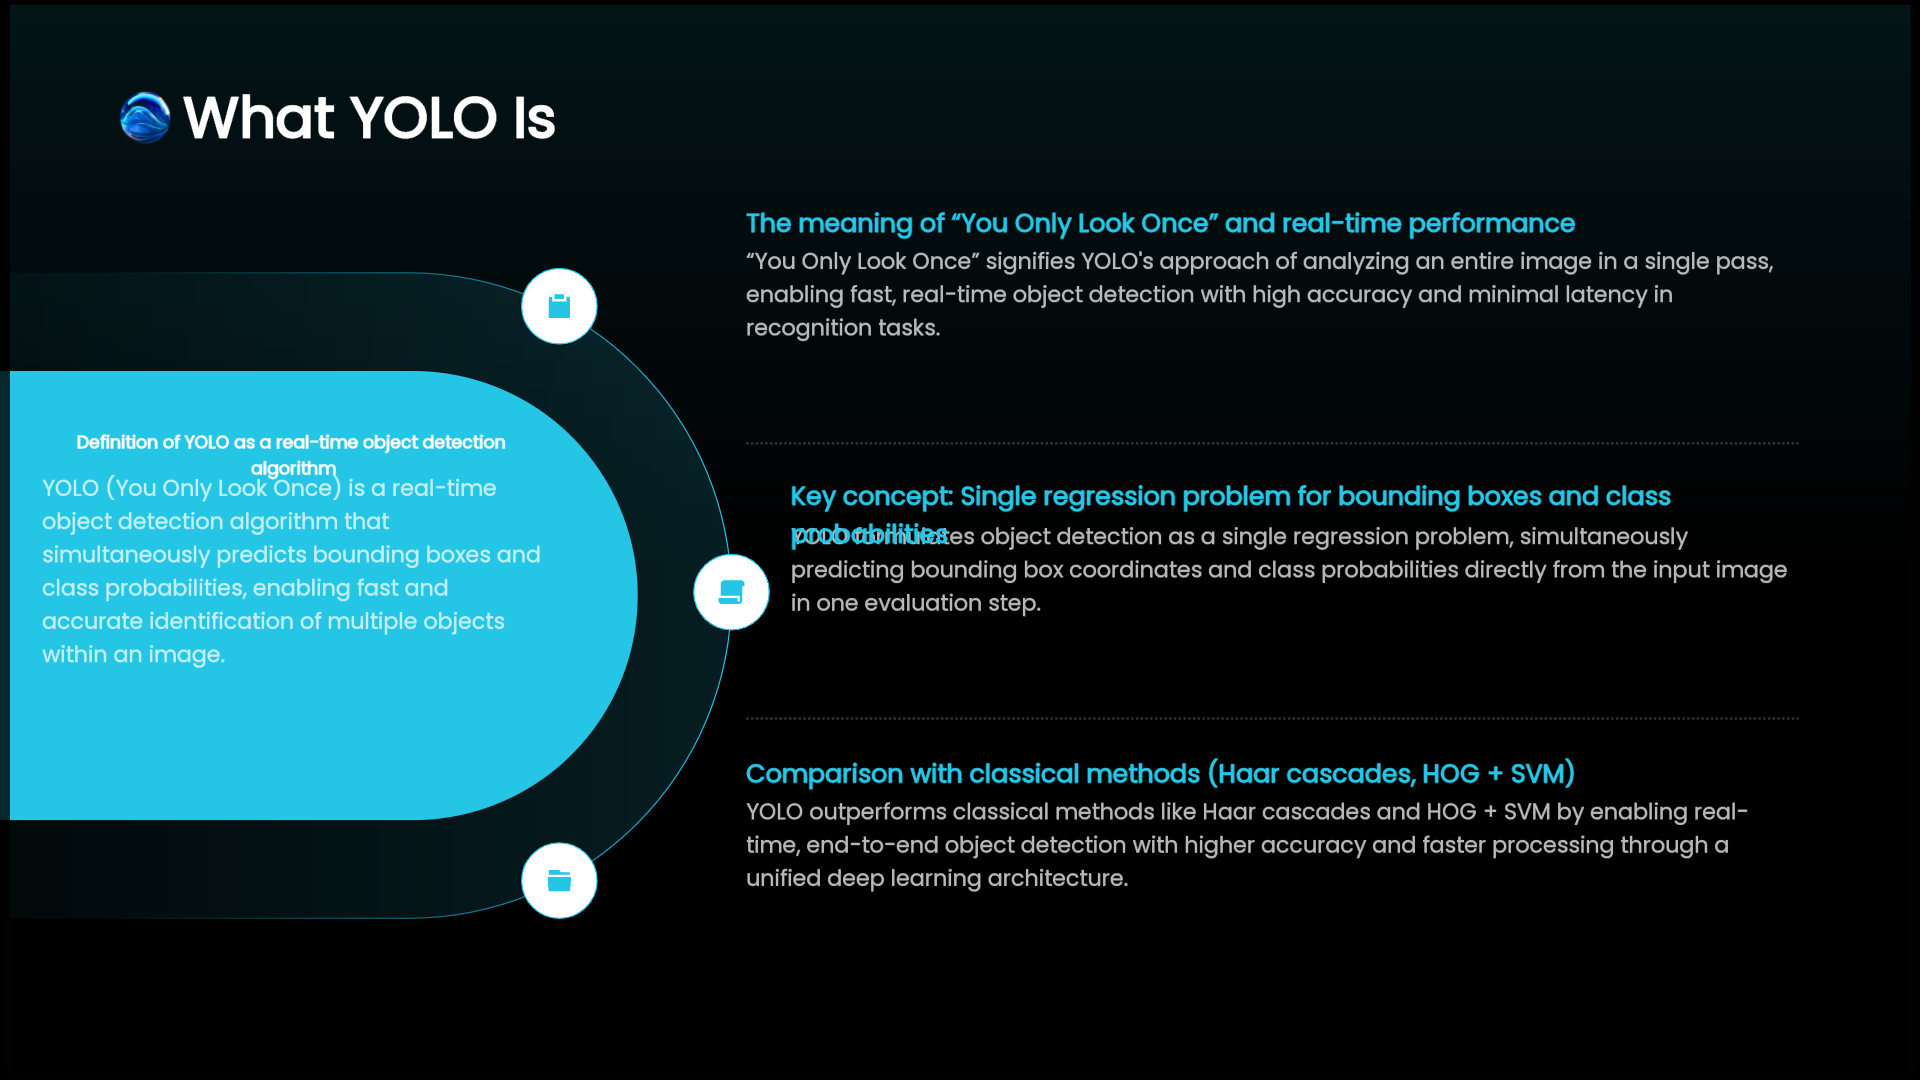 What YOLO Is
The meaning of “You Only Look Once” and real-time performance
“You Only Look Once” signifies YOLO's approach of analyzing an entire image in a single pass,
enabling fast, real-time object detection with high accuracy and minimal latency in
recognition tasks.
Definition of YOLO as a real-time object detection
algorithm
YOLO (You Only Look Once) is a real-time
object detection algorithm that
simultaneously predicts bounding boxes and
class probabilities, enabling fast and
accurate identification of multiple objects
within an image.
Key concept: Single regression problem for bounding boxes and class
probabilities
YOLO formulates object detection as a single regression problem, simultaneously
predicting bounding box coordinates and class probabilities directly from the input image
in one evaluation step.
Comparison with classical methods (Haar cascades, HOG + SVM)
YOLO outperforms classical methods like Haar cascades and HOG + SVM by enabling real-
time, end-to-end object detection with higher accuracy and faster processing through a
unified deep learning architecture.